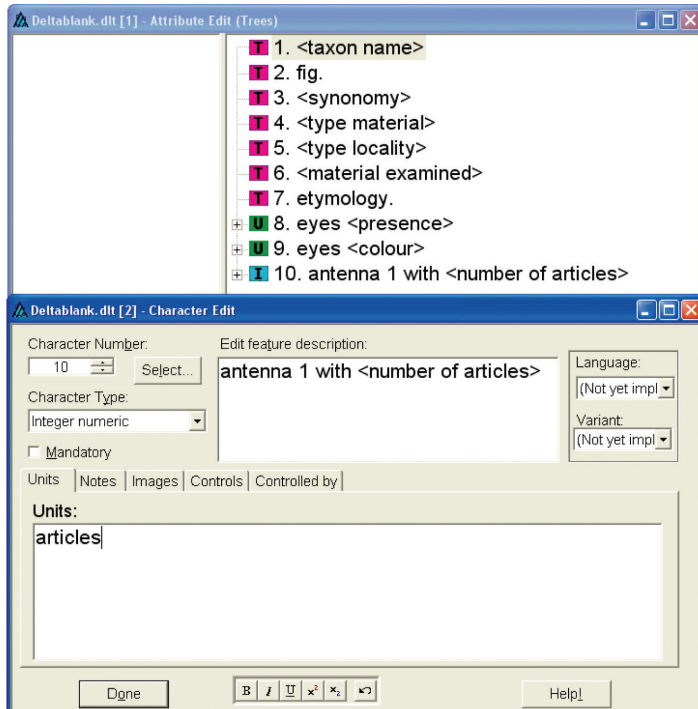 Deltablank.dlt [1] - Attribute Edit (Trees)
T 1. <taxon name>
T 2. fig.
T 3. <synonomy>
T 4. <type material>
T 5. <type locality>
T 6. <material examined>
T 7. etymology.
U 8. eyes <presence>
U 9. eyes <colour>
I 10. antenna 1 with <number of articles>
Deltablank.dlt [2] - Character Edit
Character Number:
10
Select...
Character Type:
Integer numeric
Mandatory
Edit feature description:
antenna 1 with <number of articles>
Language:
(Not yet impl
Variant:
(Not yet impl
Units Notes Images Controls Controlled by
Units:
articles
Done
B I U x² x₂
Help!